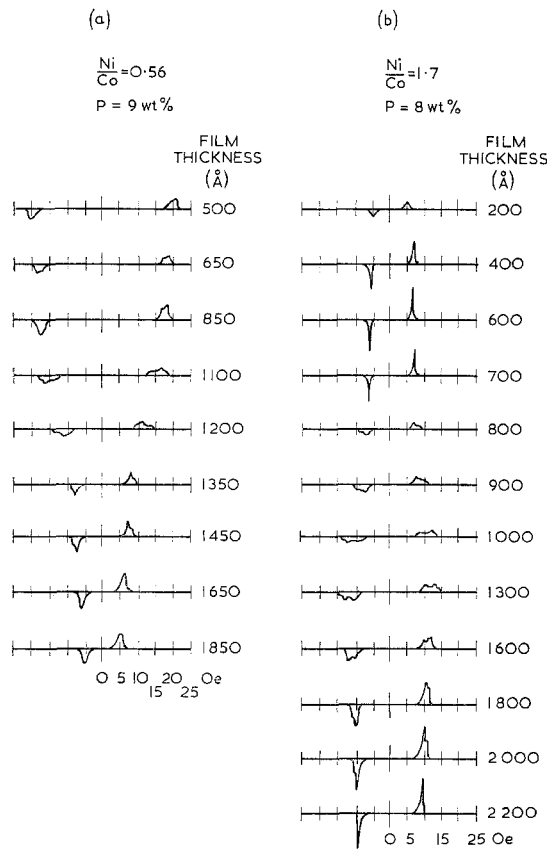 (a)
Ni/Co = 0·56
P = 9 wt %
FILM
THICKNESS
(Å)
500
650
850
1100
1200
1350
1450
1650
1850
0 5 10 15 20 25 Oe
(b)
Ni/Co = 1·7
P = 8 wt %
FILM
THICKNESS
(Å)
200
400
600
700
800
900
1000
1300
1600
1800
2000
2200
0 5 10 15 20 25 Oe